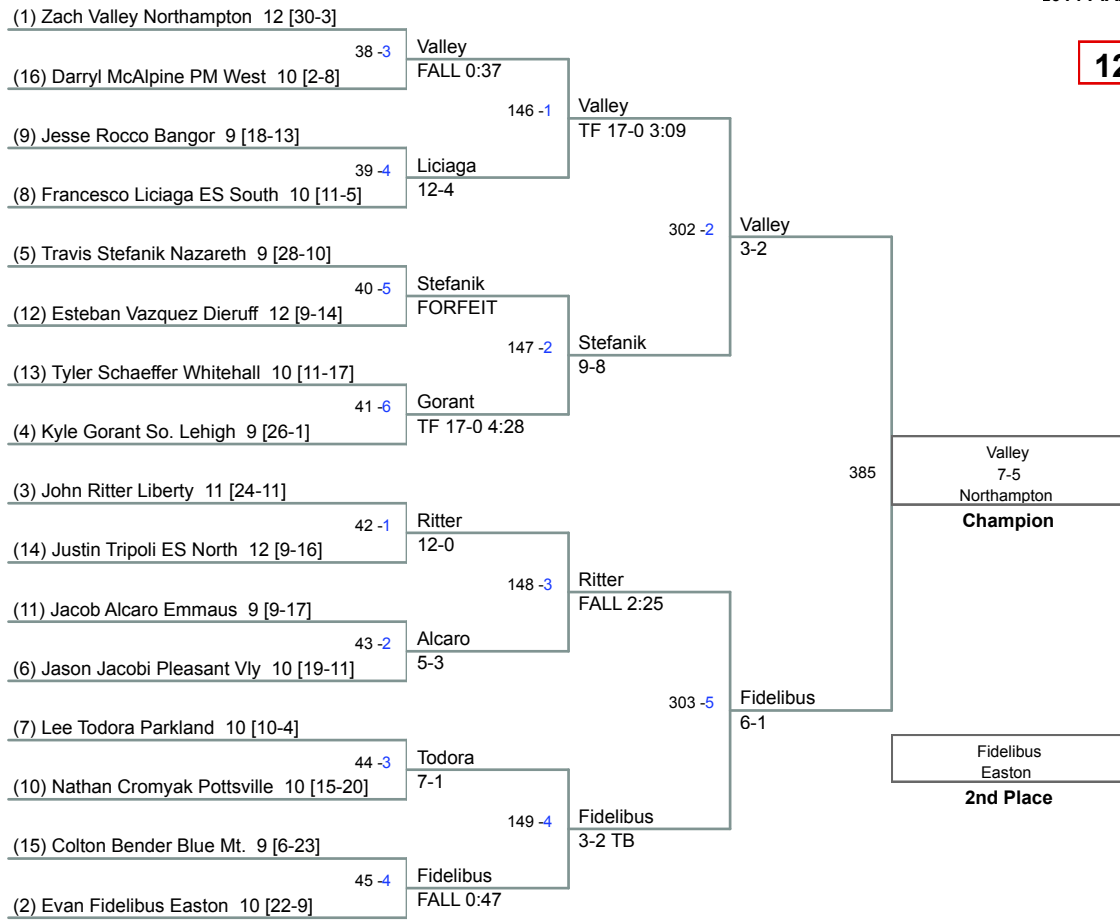 (1) Zach Valley Northampton 12 [30-3]
38 -3
Valley
FALL 0:37
(16) Darryl McAlpine PM West 10 [2-8]
12
146 -1
Valley
TF 17-0 3:09
(9) Jesse Rocco Bangor 9 [18-13]
39 -4
Liciaga
12-4
(8) Francesco Liciaga ES South 10 [11-5]
302 -2
Valley
3-2
(5) Travis Stefanik Nazareth 9 [28-10]
40 -5
Stefanik
FORFEIT
(12) Esteban Vazquez Dieruff 12 [9-14]
147 -2
Stefanik
9-8
(13) Tyler Schaeffer Whitehall 10 [11-17]
41 -6
Gorant
TF 17-0 4:28
(4) Kyle Gorant So. Lehigh 9 [26-1]
385
Valley
7-5
Northampton
Champion
(3) John Ritter Liberty 11 [24-11]
42 -1
Ritter
12-0
(14) Justin Tripoli ES North 12 [9-16]
148 -3
Ritter
FALL 2:25
(11) Jacob Alcaro Emmaus 9 [9-17]
43 -2
Alcaro
5-3
(6) Jason Jacobi Pleasant Vly 10 [19-11]
303 -5
Fidelibus
6-1
(7) Lee Todora Parkland 10 [10-4]
44 -3
Todora
7-1
(10) Nathan Cromyak Pottsville 10 [15-20]
Fidelibus
Easton
2nd Place
149 -4
Fidelibus
3-2 TB
(15) Colton Bender Blue Mt. 9 [6-23]
45 -4
Fidelibus
FALL 0:47
(2) Evan Fidelibus Easton 10 [22-9]